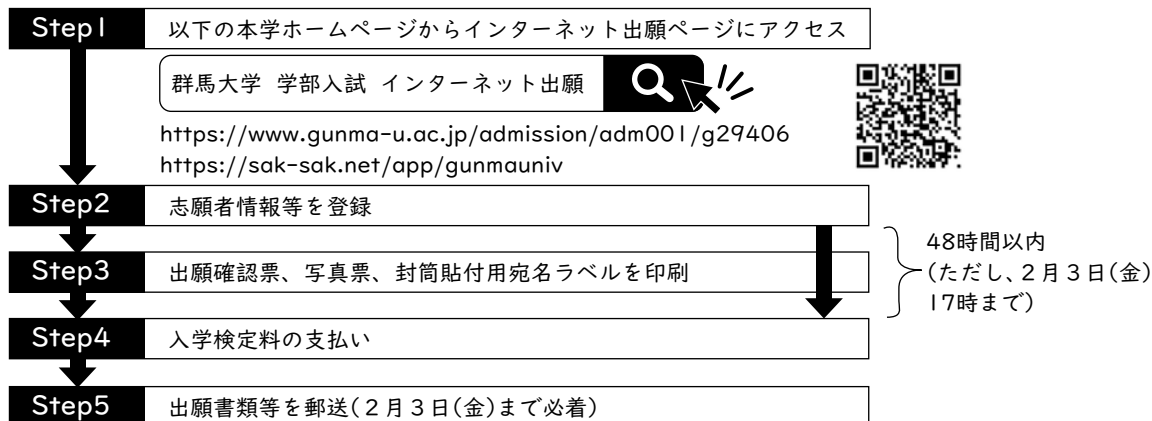 Step1 以下の本学ホームページからインターネット出願ページにアクセス
群馬大学 学部入試 インターネット出願
https://www.gunma-u.ac.jp/admission/adm001/g29406
https://sak-sak.net/app/gunmauniv
Step2 志願者情報等を登録
Step3 出願確認票、写真票、封筒貼付用宛名ラベルを印刷
48時間以内
(ただし、2月3日(金)
17時まで)
Step4 入学検定料の支払い
Step5 出願書類等を郵送(2月3日(金)まで必着)